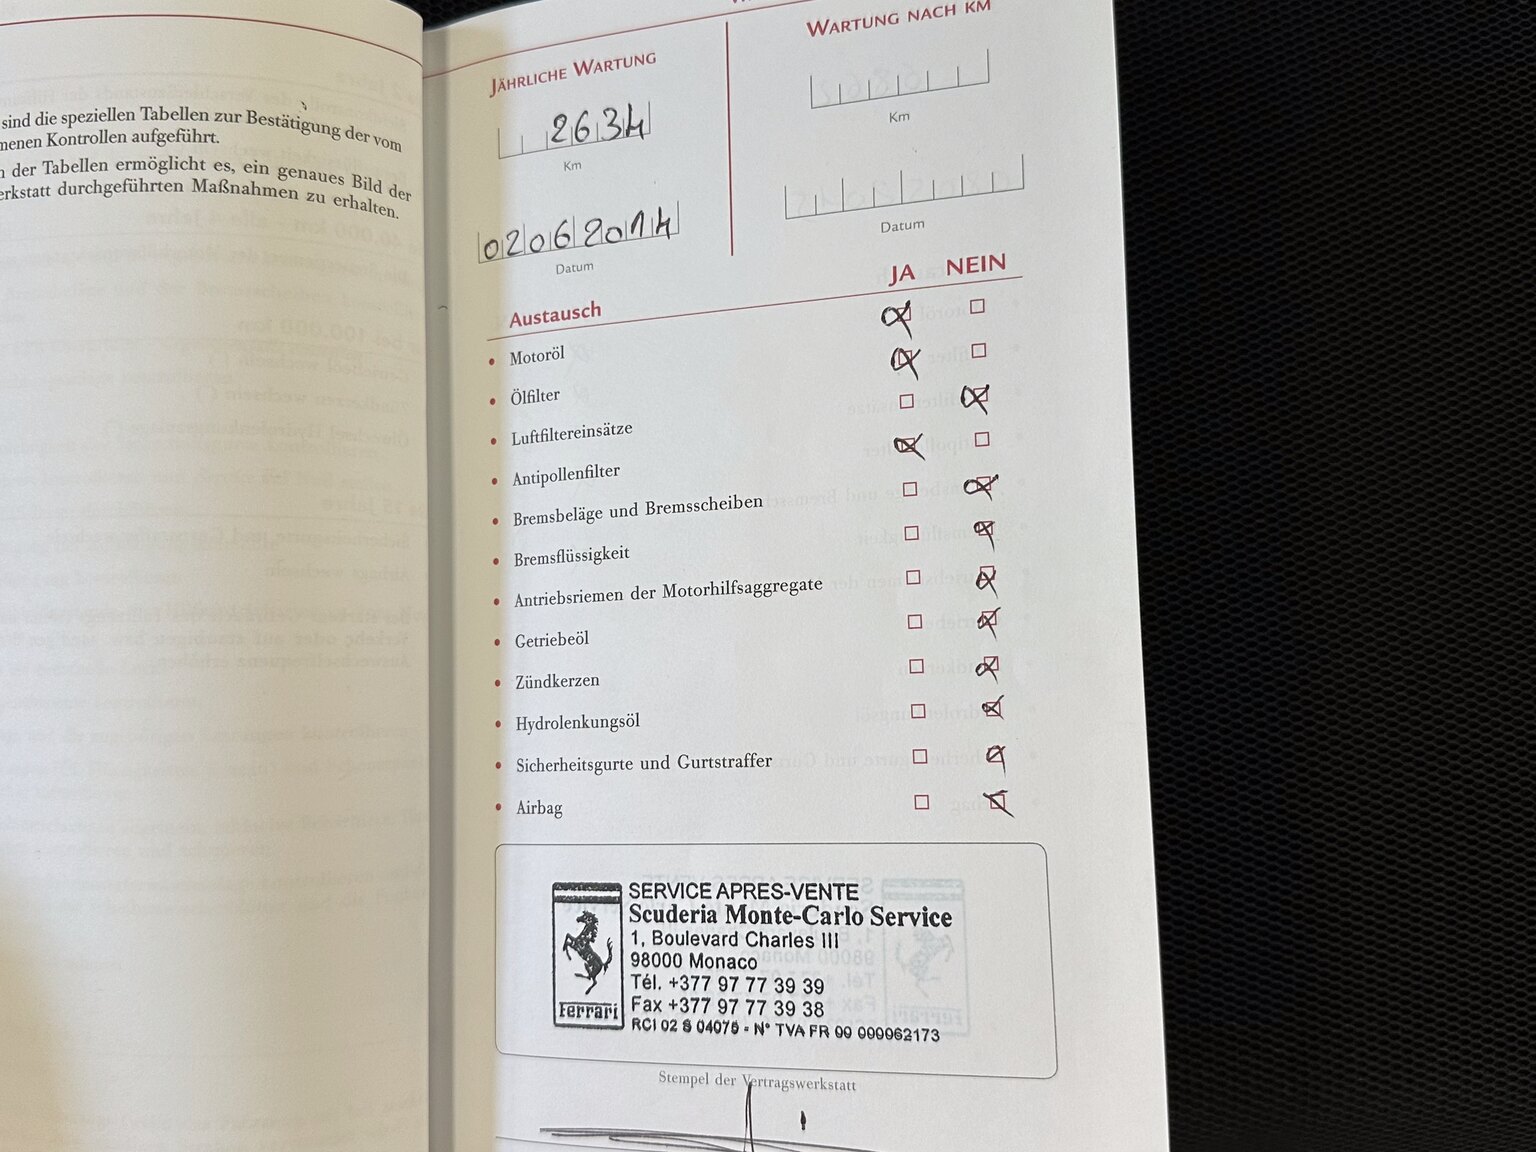 sind die speziellen Tabellen zur Bestätigung der vom
menen Kontrollen aufgeführt.
der Tabellen ermöglicht es, ein genaues Bild der
erkstatt durchgeführten Maßnahmen zu erhalten.
JÄHRLICHE WARTUNG
2634
Km
02062014
Datum
WARTUNG NACH KM
Km
Datum
Austausch JA NEIN
• Motoröl
• Ölfilter
• Luftfiltereinsätze
• Antipollenfilter
• Bremsbeläge und Bremsscheiben
• Bremsflüssigkeit
• Antriebsriemen der Motorhilfsaggregate
• Getriebeöl
• Zündkerzen
• Hydrolenkungsöl
• Sicherheitsgurte und Gurtstraffer
• Airbag
Ferrari
SERVICE APRES-VENTE
Scuderia Monte-Carlo Service
1, Boulevard Charles III
98000 Monaco
Tél. +377 97 77 39 39
Fax +377 97 77 39 38
RCI 02 S 04075 - N° TVA FR 00 000062173
Stempel der Vertragswerkstatt